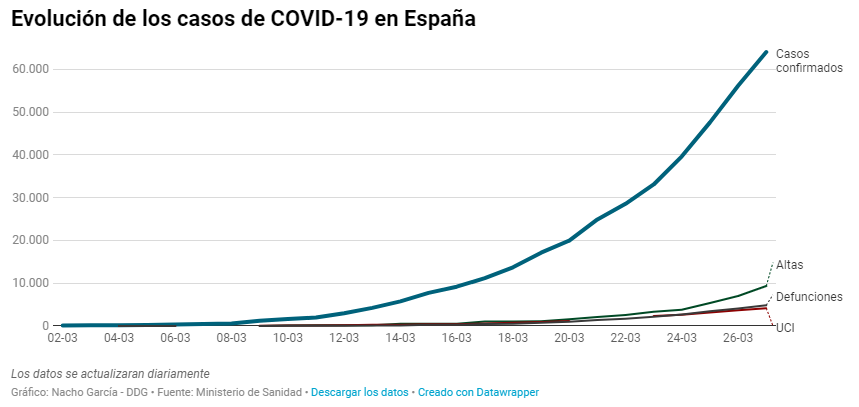 Evolución de los casos de COVID-19 en España
Casos
confirmados
60.000
50.000
40.000
30.000
20.000
10.000
0
Altas
Defunciones
UCI
02-03 04-03 06-03 08-03 10-03 12-03 14-03 16-03 18-03 20-03 22-03 24-03 26-03
Los datos se actualizaran diariamente
Gráfico: Nacho García - DDG • Fuente: Ministerio de Sanidad • Descargar los datos • Creado con Datawrapper